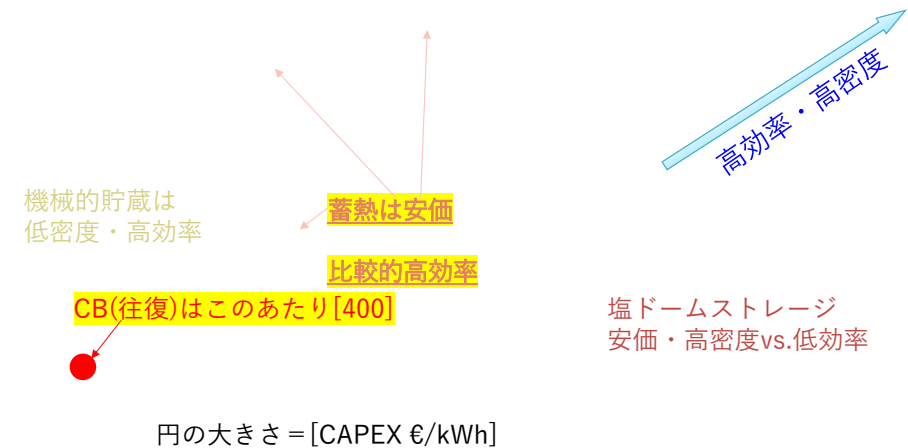 高効率・高密度
機械的貯蔵は
低密度・高効率
蓄熱は安価
比較的高効率
CB(往復)はこのあたり[400]
塩ドームストレージ
安価・高密度vs.低効率
円の大きさ＝[CAPEX €/kWh]